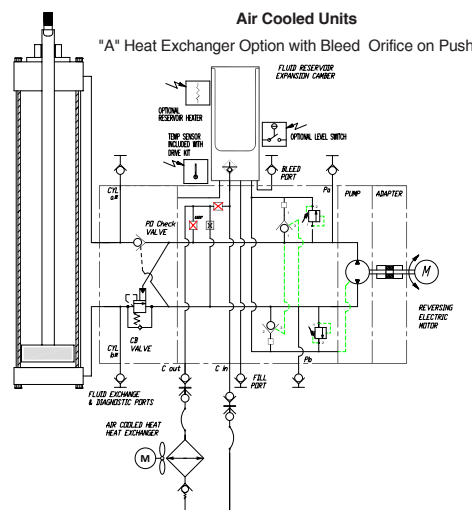 Air Cooled Units
"A" Heat Exchanger Option with Bleed Orifice on Push
FLUID RESERVOIR
EXPANSION CAMBER
OPTIONAL
RESERVOIR HEATER
TEMP SENSOR
INCLUDED WITH
DRIVE KIT
OPTIONAL LEVEL SWITCH
BLEED
PORT
CYL
a#
Pa
PUMP
ADAPTER
PO Check
VALVE
M
REVERSING
ELECTRIC
MOTOR
CB
VALVE
CYL
b#
C out
C in
FILL
PORT
Pb
FLUID EXCHANGE
& DIAGNOSTIC PORTS
AIR COOLED HEAT
HEAT EXCHANGER
M